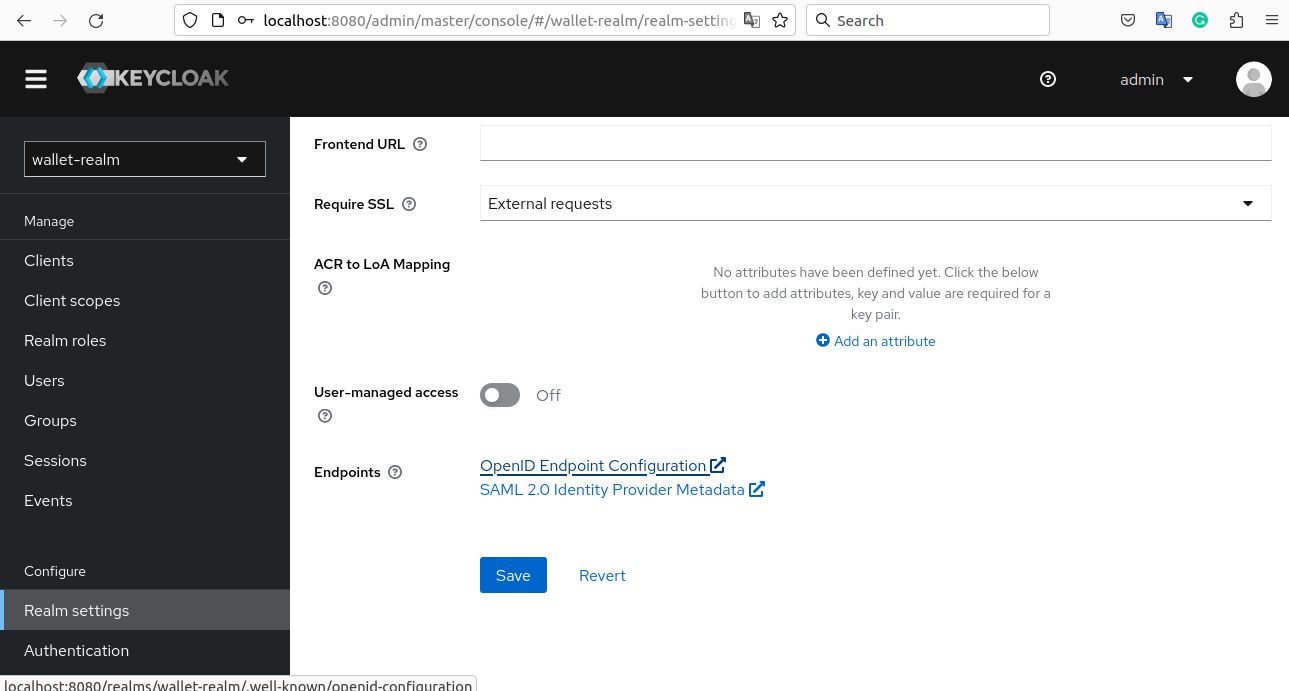 localhost:8080/admin/master/console/#/wallet-realm/realm-setting
Search
KEYCLOAK
admin
wallet-realm
Manage
Clients
Client scopes
Realm roles
Users
Groups
Sessions
Events
Configure
Realm settings
Authentication
Frontend URL
Require SSL
External requests
ACR to LoA Mapping
No attributes have been defined yet. Click the below
button to add attributes, key and value are required for a
key pair.
Add an attribute
User-managed access
Off
Endpoints
OpenID Endpoint Configuration
SAML 2.0 Identity Provider Metadata
Save
Revert
localhost:8080/realms/wallet-realm/.well-known/openid-configuration